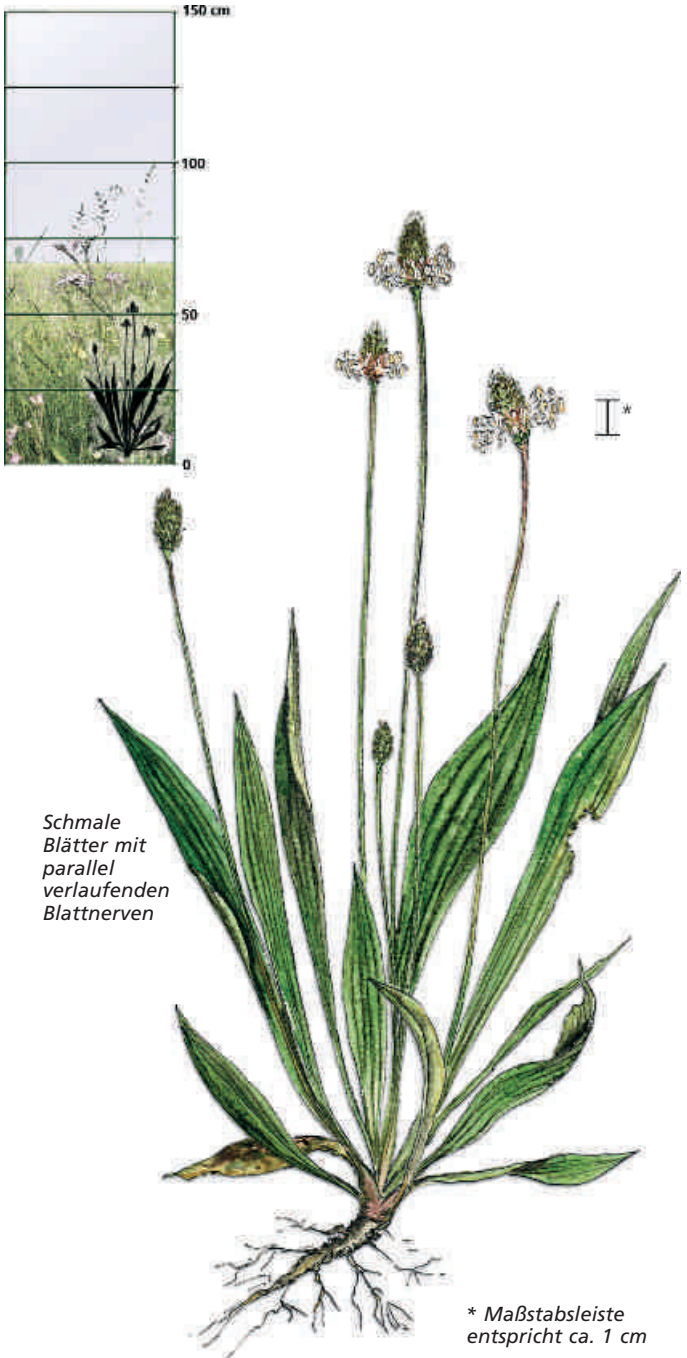 150 cm
100
50
0
*
Schmale
Blätter mit
parallel
verlaufenden
Blattnerven
* Maßstabsleiste
entspricht ca. 1 cm